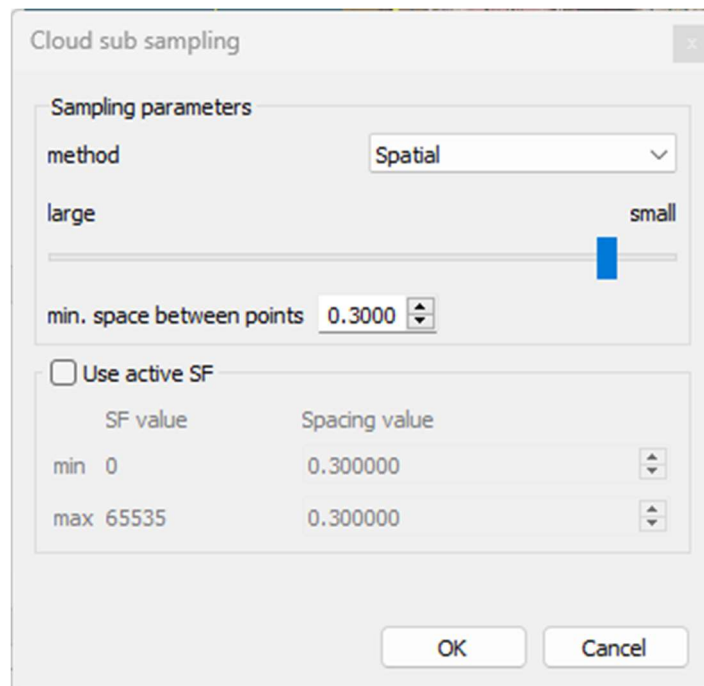 Cloud sub sampling
x
Sampling parameters
method Spatial
large small
min. space between points 0.3000
Use active SF
SF value Spacing value
min 0 0.300000
max 65535 0.300000
OK Cancel